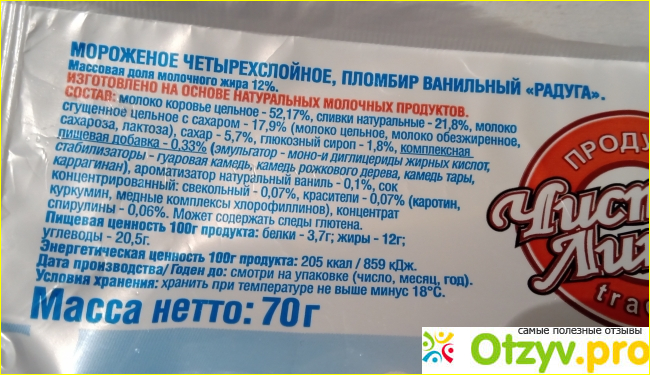 МОРОЖЕНОЕ ЧЕТЫРЕХСЛОЙНОЕ, ПЛОМБИР ВАНИЛЬНЫЙ «РАДУГА».
Массовая доля молочного жира 12%.
ИЗГОТОВЛЕНО НА ОСНОВЕ НАТУРАЛЬНЫХ МОЛОЧНЫХ ПРОДУКТОВ.
СОСТАВ: молоко коровье цельное - 52,17%, сливки натуральные - 21,8%, молоко
сгущенное цельное с сахаром - 17,9% (молоко цельное, молоко обезжиренное,
сахароза, лактоза), сахар - 5,7%, глюкозный сироп - 1,8%, комплексная
пищевая добавка - 0,33% (эмульгатор - моно-и диглицериды жирных кислот,
стабилизаторы - гуаровая камедь, камедь рожкового дерева, камедь тары,
каррагинан), ароматизатор натуральный ваниль - 0,1%, сок
концентрированный: свекольный - 0,07%, красители - 0,07% (каротин,
куркумин, медные комплексы хлорофиллинов), концентрат
спирулины - 0,06%. Может содержать следы глютена.
Пищевая ценность 100г продукта: белки - 3,7г; жиры - 12г;
углеводы - 20,5г.
Энергетическая ценность 100г продукта: 205 ккал / 859 кДж.
Дата производства/ Годен до: смотри на упаковке (число, месяц, год).
Условия хранения: хранить при температуре не выше минус 18°С.
Масса нетто: 70г
ПРОДУ
Чист
Ли
tra
самые полезные отзывы
Otzyv.pro